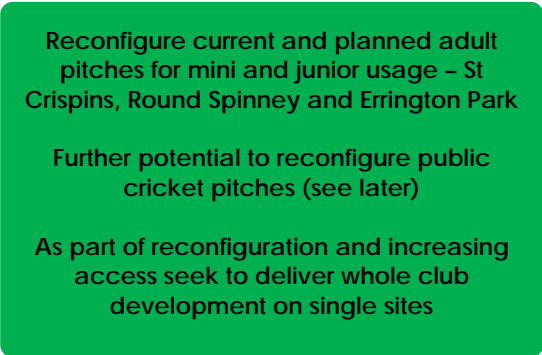 Reconfigure current and planned adult
pitches for mini and junior usage – St
Crispins, Round Spinney and Errington Park
Further potential to reconfigure public
cricket pitches (see later)
As part of reconfiguration and increasing
access seek to deliver whole club
development on single sites